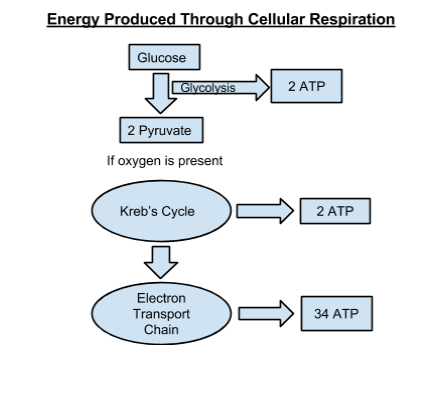 Energy Produced Through Cellular Respiration
Glucose
Glycolysis
2 ATP
2 Pyruvate
If oxygen is present
Kreb's Cycle
2 ATP
Electron
Transport
Chain
34 ATP